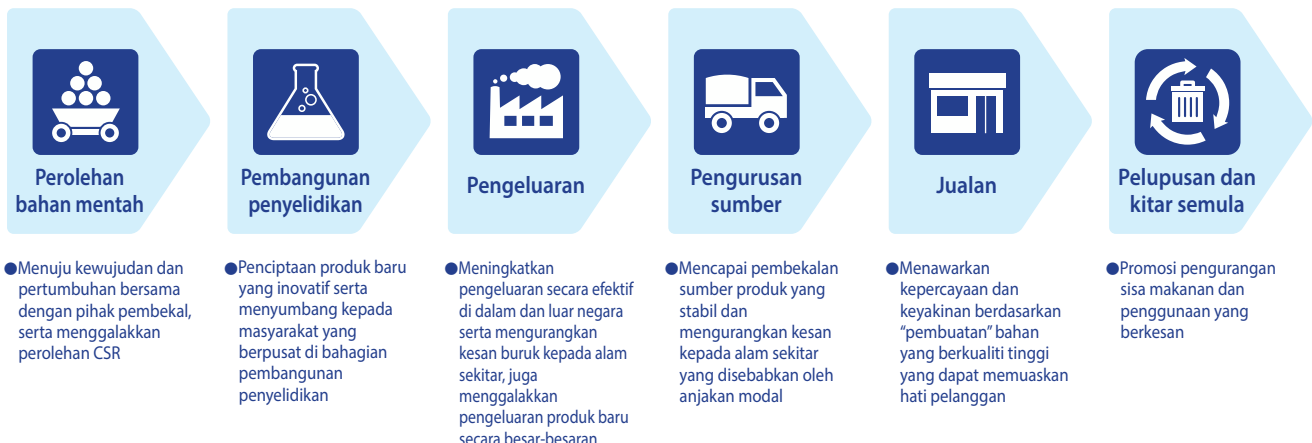 Perolehan
bahan mentah
●Menuju kewujudan dan
pertumbuhan bersama
dengan pihak pembekal,
serta menggalakkan
perolehan CSR
Pembangunan
penyelidikan
●Penciptaan produk baru
yang inovatif serta
menyumbang kepada
masyarakat yang
berpusat di bahagian
pembangunan
penyelidikan
Pengeluaran
●Meningkatkan
pengeluaran secara efektif
di dalam dan luar negara
serta mengurangkan
kesan buruk kepada alam
sekitar, juga
menggalakkan
pengeluaran produk baru
secara besar-besaran
Pengurusan
sumber
●Mencapai pembekalan
sumber produk yang
stabil dan
mengurangkan kesan
kepada alam sekitar
yang disebabkan oleh
anjakan modal
Jualan
●Menawarkan
kepercayaan dan
keyakinan berdasarkan
“pembuatan” bahan
yang berkualiti tinggi
yang dapat memuaskan
hati pelanggan
Pelupusan dan
kitar semula
●Promosi pengurangan
sisa makanan dan
penggunaan yang
berkesan